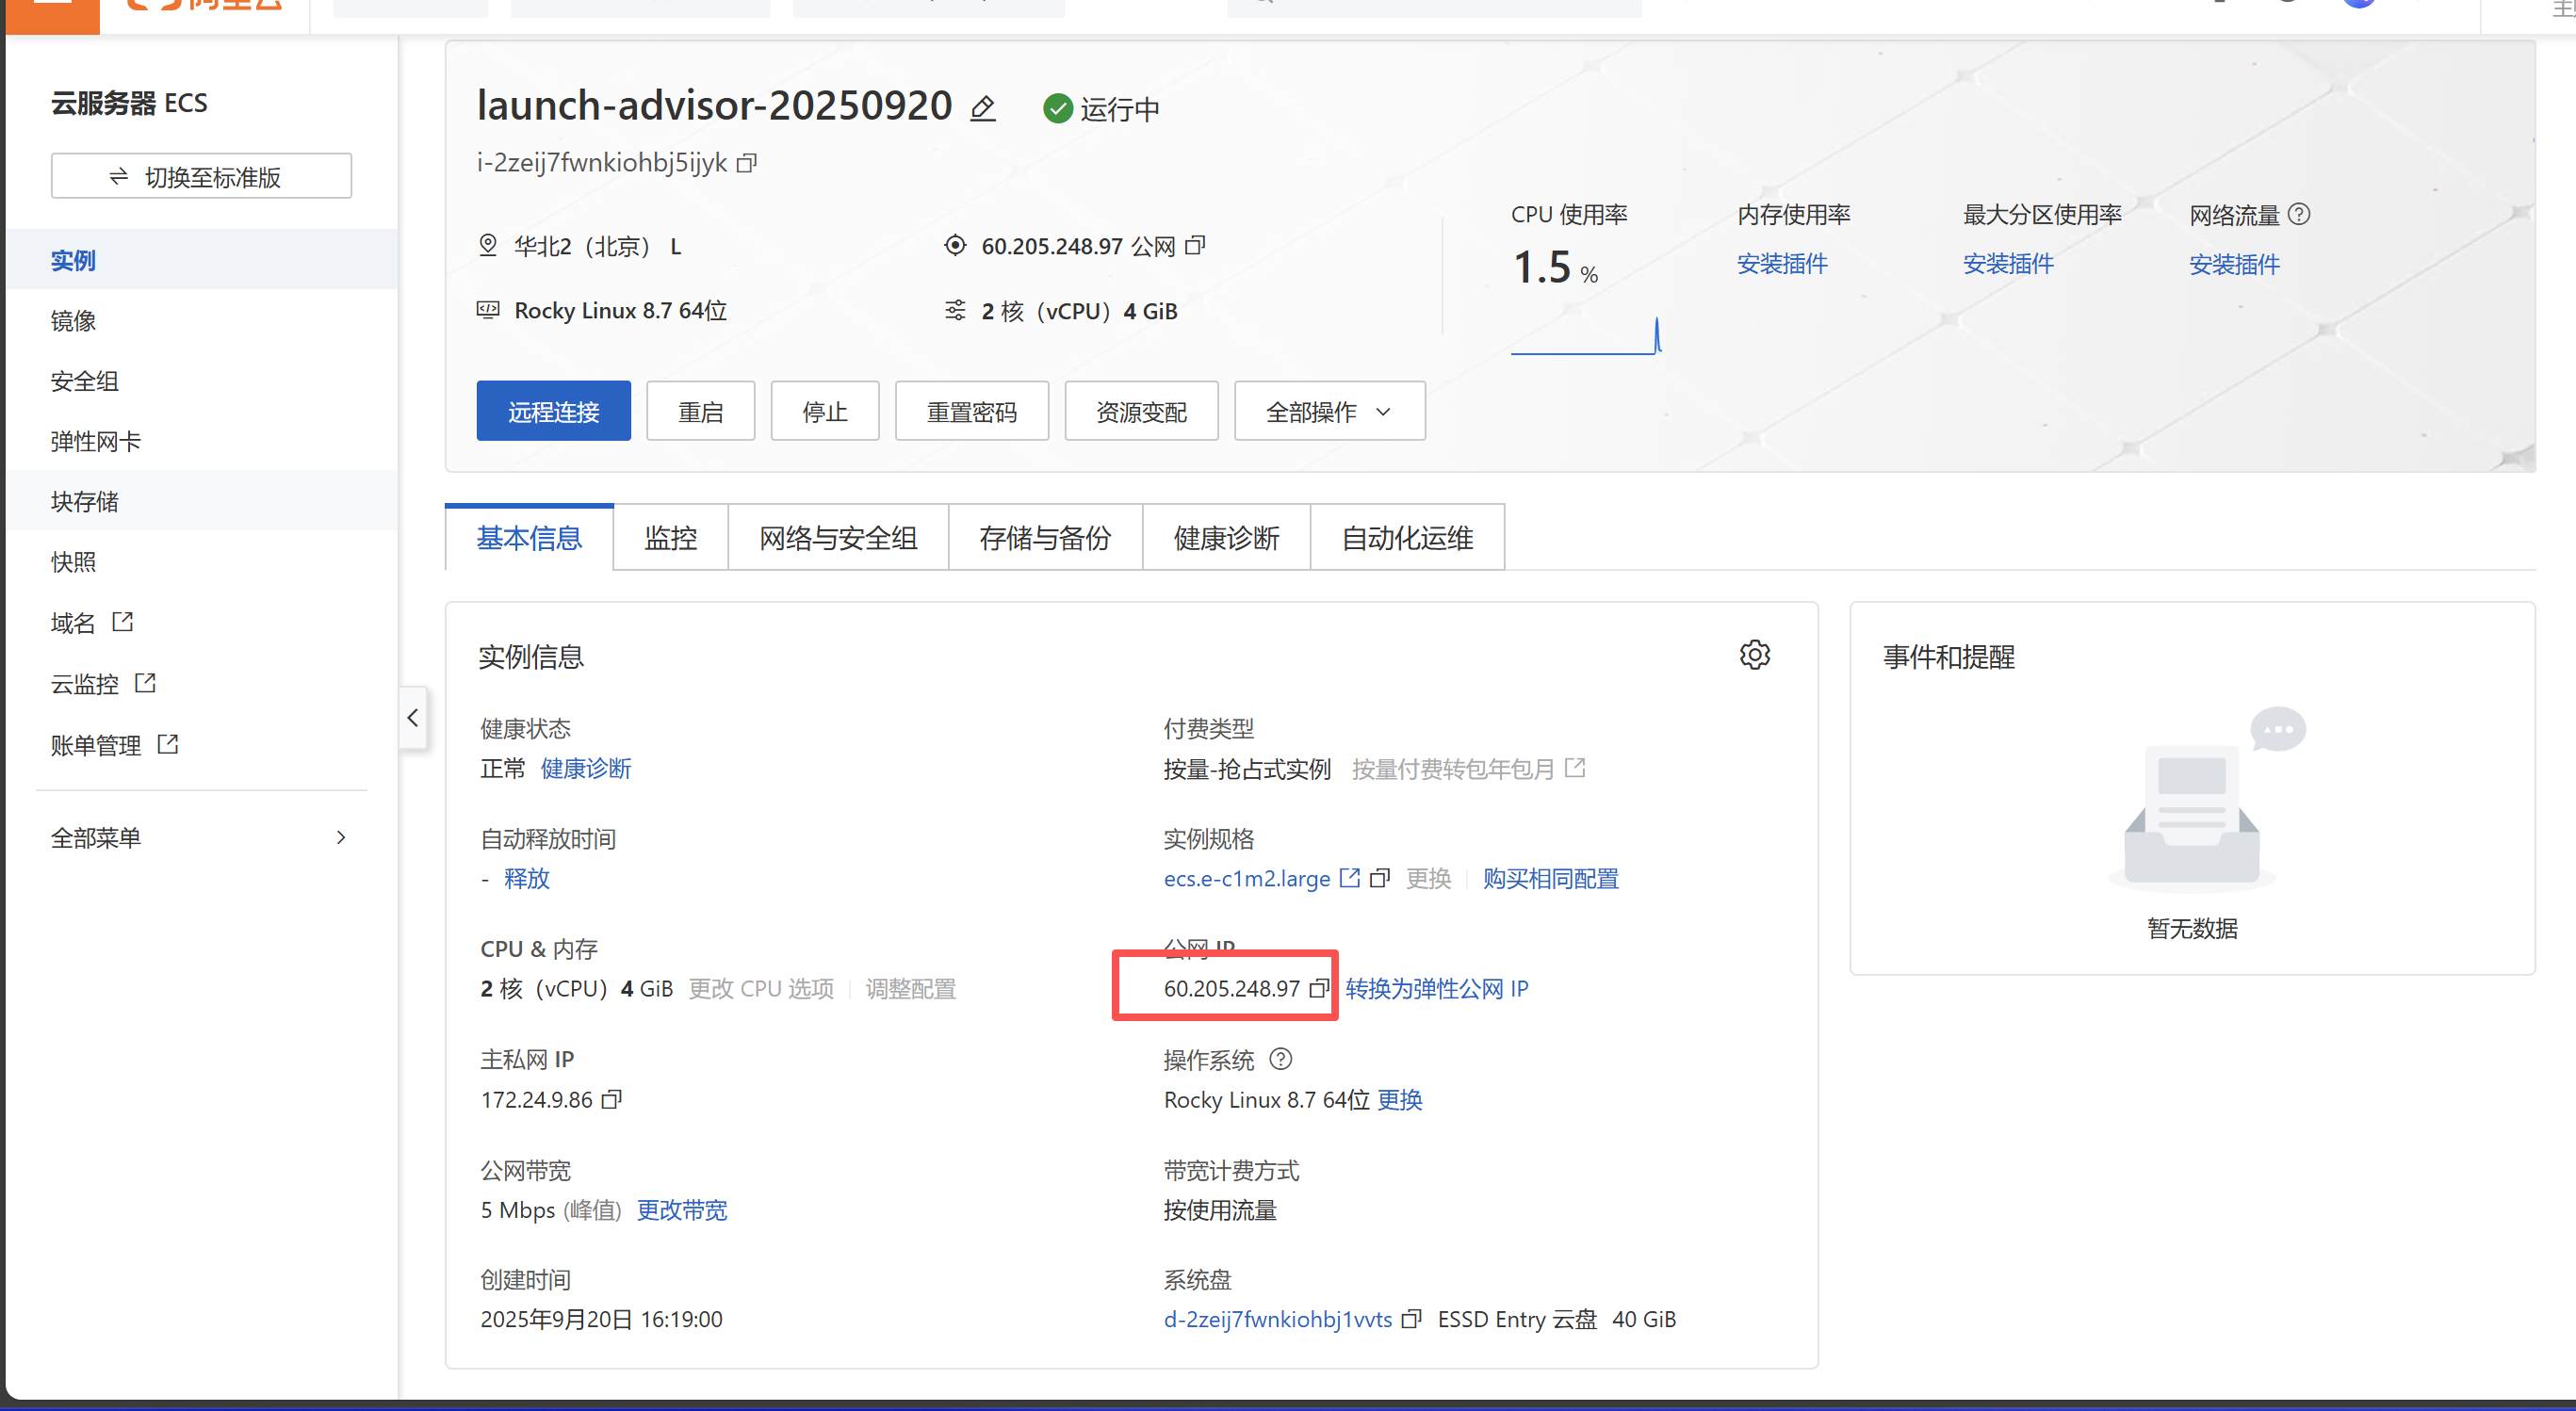 阿里云
云服务器 ECS
切换至标准版
实例
镜像
安全组
弹性网卡
块存储
快照
域名
云监控
账单管理
全部菜单
launch-advisor-20250920
运行中
i-2zeij7fwnkiohbj5ijyk
华北2（北京） L
60.205.248.97 公网
Rocky Linux 8.7 64位
2 核（vCPU）4 GiB
CPU 使用率
1.5 %
内存使用率
安装插件
最大分区使用率
安装插件
网络流量
安装插件
远程连接
重启
停止
重置密码
资源变配
全部操作
基本信息
监控
网络与安全组
存储与备份
健康诊断
自动化运维
实例信息
健康状态
正常 健康诊断
付费类型
按量-抢占式实例 按量付费转包年包月
自动释放时间
- 释放
实例规格
ecs.e-c1m2.large 更换 购买相同配置
CPU & 内存
2 核（vCPU）4 GiB 更改 CPU 选项 调整配置
公网 IP
60.205.248.97 转换为弹性公网 IP
主私网 IP
172.24.9.86
操作系统
Rocky Linux 8.7 64位 更换
公网带宽
5 Mbps (峰值) 更改带宽
带宽计费方式
按使用流量
创建时间
2025年9月20日 16:19:00
系统盘
d-2zeij7fwnkiohbj1vvts ESSD Entry 云盘 40 GiB
事件和提醒
暂无数据